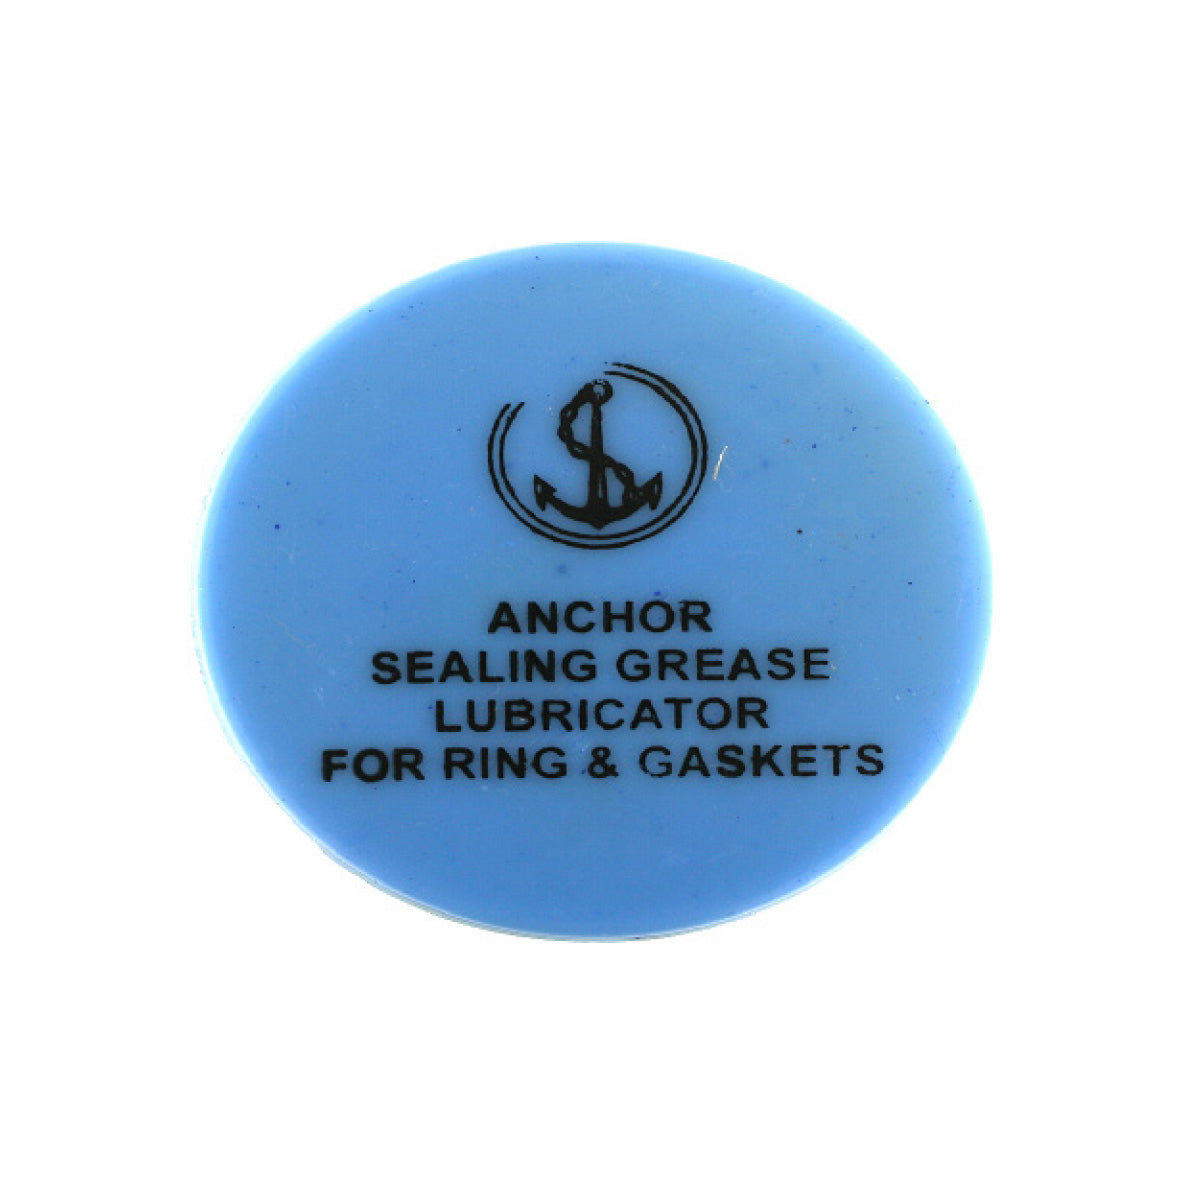 ANCHOR
SEALING GREASE
LUBRICATOR
FOR RING & GASKETS